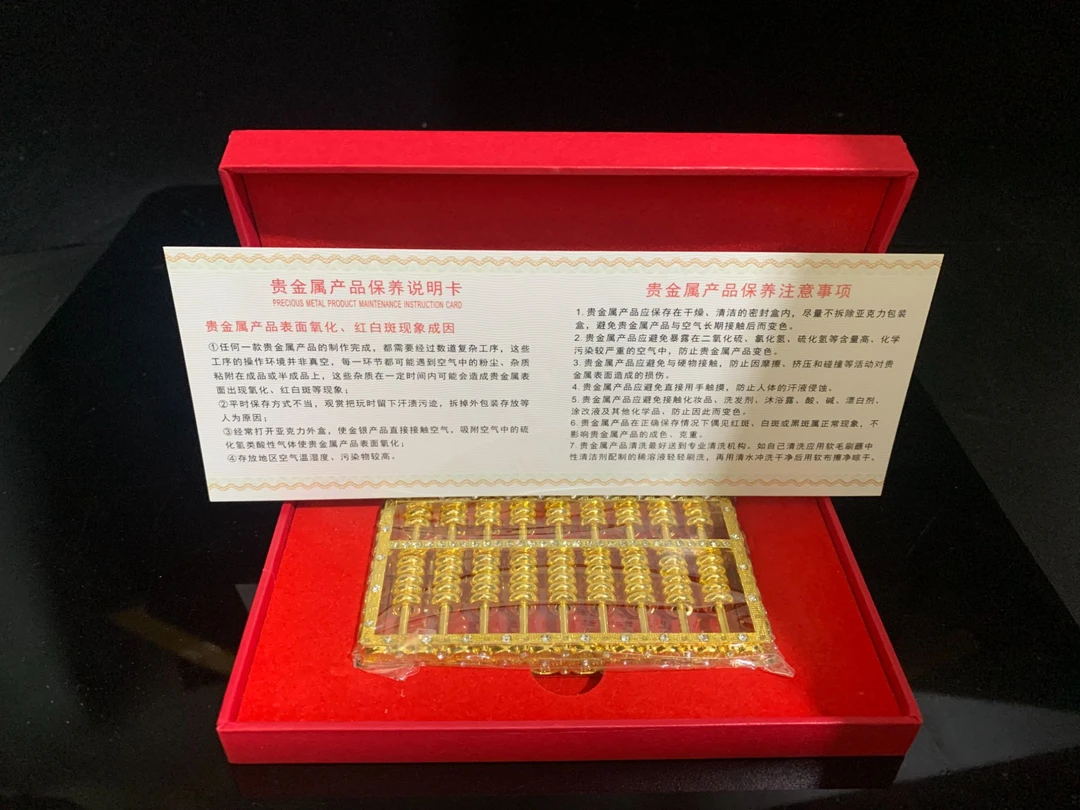 贵金属产品保养说明卡
PRECIOUS METAL PRODUCT MAINTENANCE INSTRUCTION CARD
贵金属产品表面氧化、红白斑现象成因
①任何一款贵金属产品的制作完成，都需要经过数道复杂工序，这些
工序的操作环境并非真空，每一环节都可能遇到空气中的粉尘、杂质
粘附在成品或半成品上，这些杂质在一定时间内可能会造成贵金属表
面出现氧化、红白斑等现象；
②平时保存方式不当，观赏把玩时留下汗渍污迹，拆掉外包装存放等
人为原因；
③经常打开亚克力外盒，使金银产品直接接触空气，吸附空气中的硫
化氢类酸性气体使贵金属产品表面氧化；
④存放地区空气温湿度、污染物较高。
贵金属产品保养注意事项
1. 贵金属产品应保存在干燥、清洁的密封盒内，尽量不拆除亚克力包装
盒，避免贵金属产品与空气长期接触后而变色。
2. 贵金属产品应避免暴露在二氧化硫、氯化氢、硫化氢等含量高、化学
污染较严重的空气中，防止贵金属产品变色。
3. 贵金属产品应避免与硬物接触，防止因摩擦、挤压和碰撞等活动对贵
金属表面造成的损伤。
4. 贵金属产品应避免直接用手触摸，防止人体的汗液侵蚀。
5. 贵金属产品应避免接触化妆品、洗发剂、沐浴露、酸、碱、漂白剂、
涂改液及其他化学品，防止因此而变色。
6. 贵金属产品在正确保存情况下偶见红斑、白斑或黑斑属正常现象，不
影响贵金属产品的成色、克重。
7. 贵金属产品清洗最好送到专业清洗机构，如自己清洗应用软毛刷蘸中
性清洁剂配制的稀溶液轻轻刷洗，再用清水冲洗干净后用软布擦净晾干。